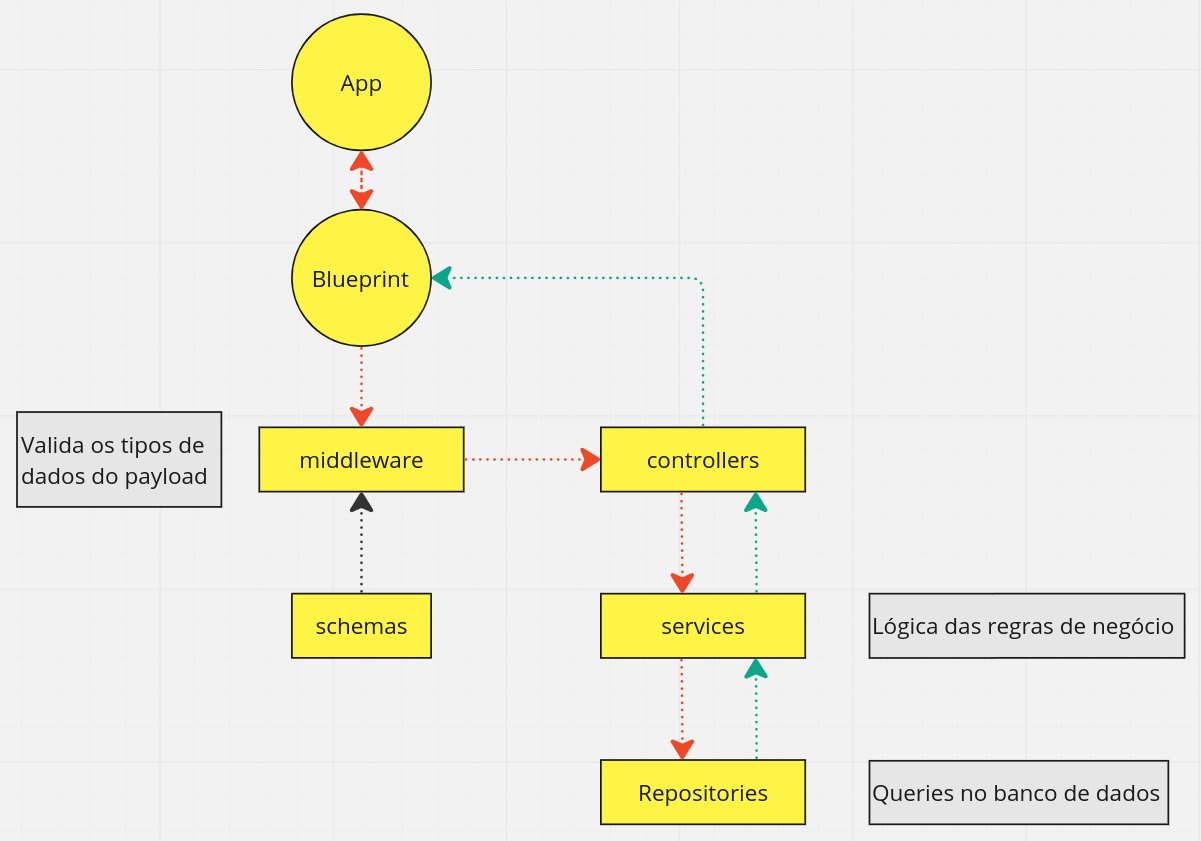 App
Blueprint
Valida os tipos de
dados do payload
middleware
controllers
schemas
services
Lógica das regras de negócio
Repositories
Queries no banco de dados